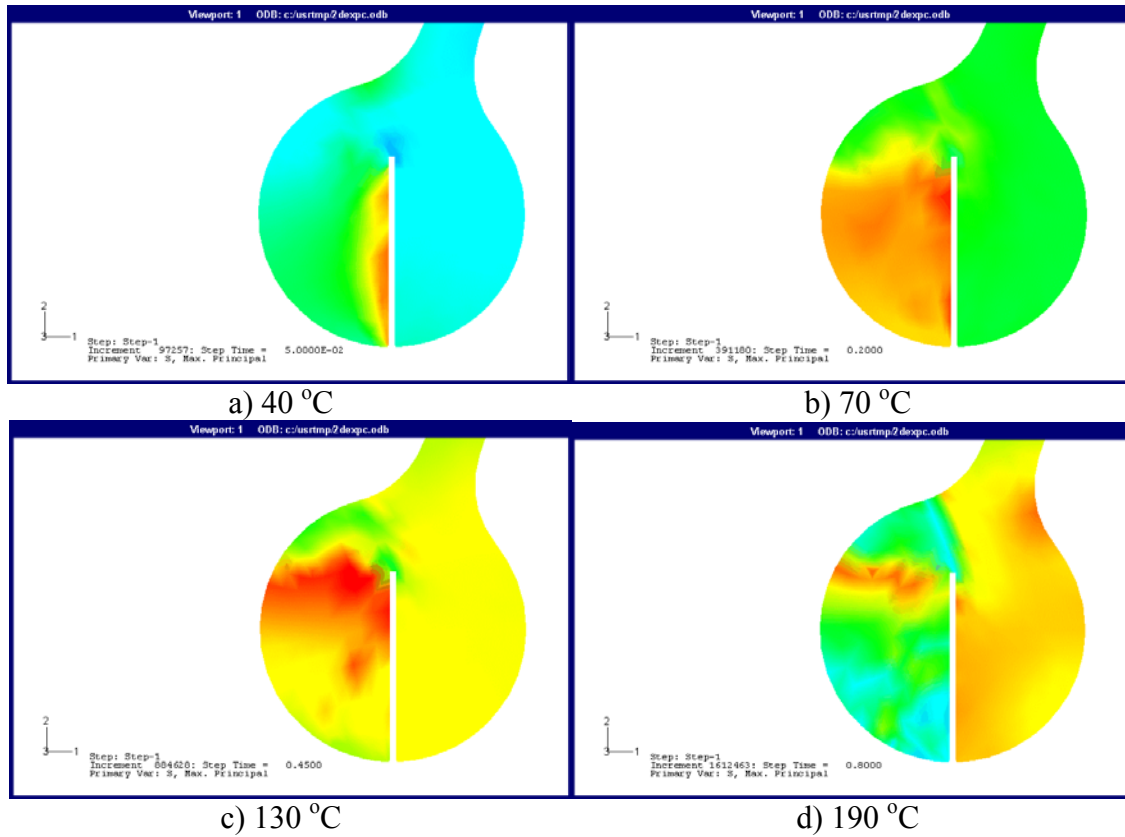 Viewport: 1 ODB: c:/usrtmp/2dexpc.odb
2
3 1
Step: Step-1
Increment 97257: Step Time = 5.0000E-02
Primary Var: S, Max. Principal
a) 40 °C
Viewport: 1 ODB: c:/usrtmp/2dexpc.odb
2
3 1
Step: Step-1
Increment 391180: Step Time = 0.2000
Primary Var: S, Max. Principal
b) 70 °C
Viewport: 1 ODB: c:/usrtmp/2dexpc.odb
2
3 1
Step: Step-1
Increment 884628: Step Time = 0.4500
Primary Var: S, Max. Principal
c) 130 °C
Viewport: 1 ODB: c:/usrtmp/2dexpc.odb
2
3 1
Step: Step-1
Increment 1612463: Step Time = 0.8000
Primary Var: S, Max. Principal
d) 190 °C